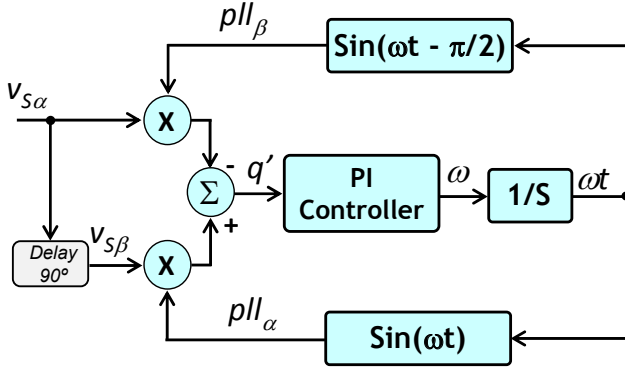 pllβ
Sin(ωt - π/2)
vSα
X
-
q'
PI
Controller
ω
1/S
ωt
Σ
+
vSβ
Delay
90º
X
pllα
Sin(ωt)